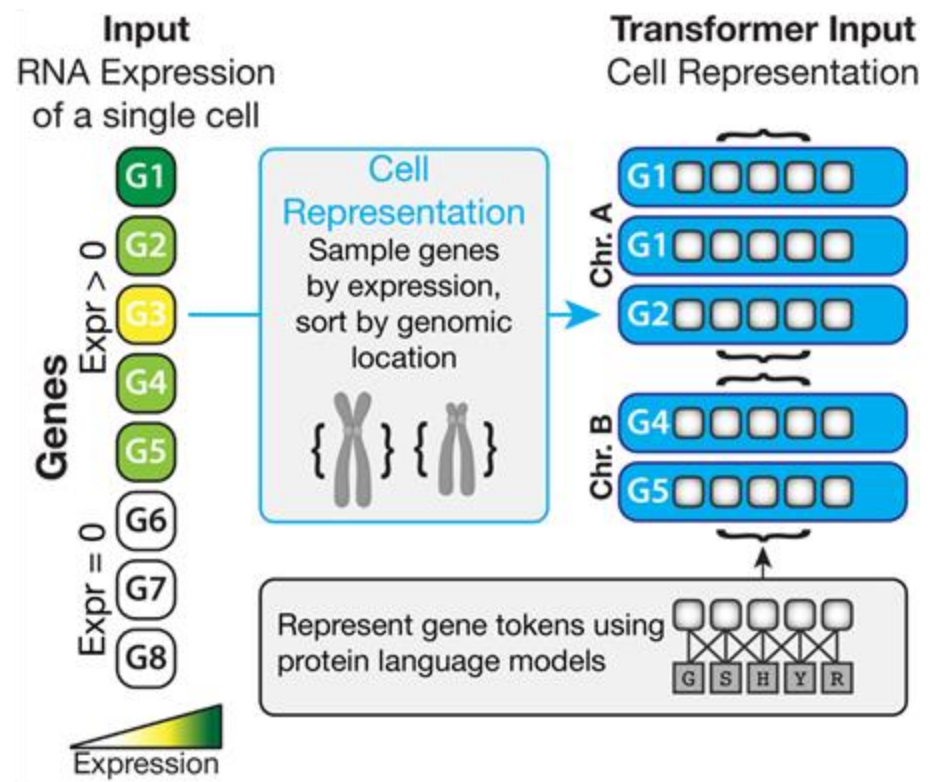 Input
RNA Expression
of a single cell
Genes
Expr > 0
Expr = 0
G1
G2
G3
G4
G5
G6
G7
G8
Expression
Cell
Representation
Sample genes
by expression,
sort by genomic
location
{ } { }
Transformer Input
Cell Representation
Chr. A
G1
G1
G2
Chr. B
G4
G5
Represent gene tokens using
protein language models
G S H Y R